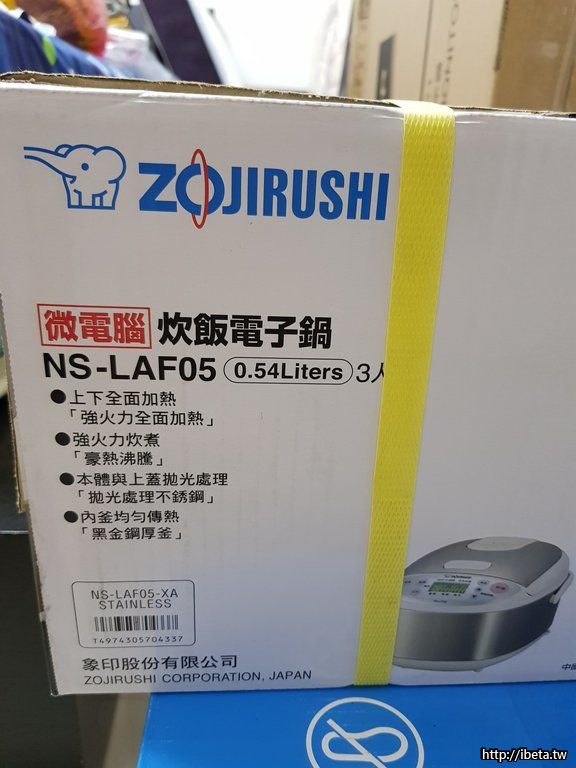 ZOJIRUSHI
微電腦 炊飯電子鍋
NS-LAF05 0.54Liters 3人
●上下全面加熱
「強火力全面加熱」
●強火力炊煮
「豪熱沸騰」
●本體與上蓋拋光處理
「拋光處理不銹鋼」
●內釜均勻傳熱
「黑金鋼厚釜」
NS-LAF05-XA
STAINLESS
T4974305704337
象印股份有限公司
ZOJIRUSHI CORPORATION, JAPAN
ZOJIRUSHI
中國
http://ibeta.tw